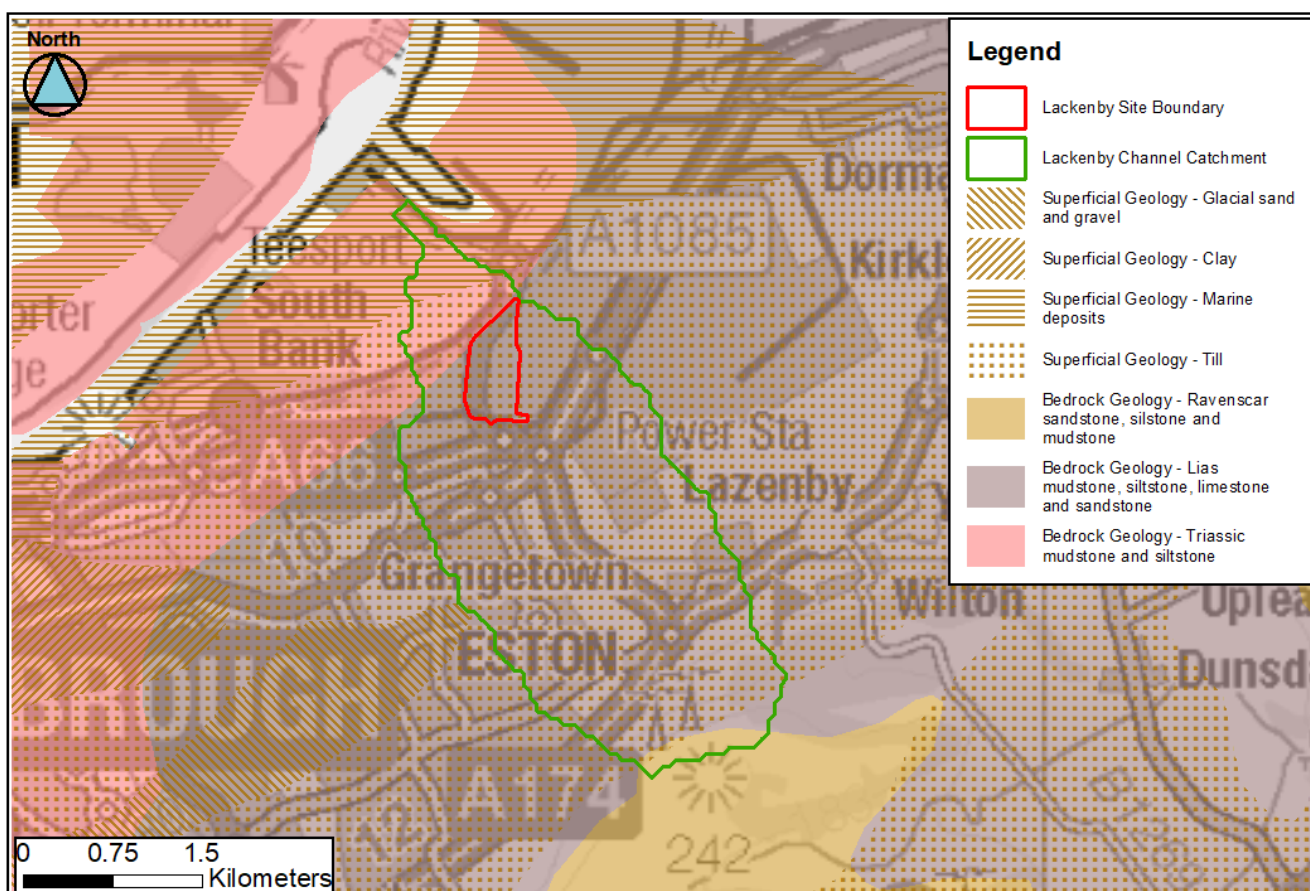 North
Teesport
South
Bank
A1085
Power Sta
Lazenby
Grangetown
ESTON
Wilton
A174
242
10
12
0 0.75 1.5
Kilometers
Legend
Lackenby Site Boundary
Lackenby Channel Catchment
Superficial Geology - Glacial sand
and gravel
Superficial Geology - Clay
Superficial Geology - Marine
deposits
Superficial Geology - Till
Bedrock Geology - Ravenscar
sandstone, silstone and
mudstone
Bedrock Geology - Lias
mudstone, siltstone, limestone
and sandstone
Bedrock Geology - Triassic
mudstone and siltstone